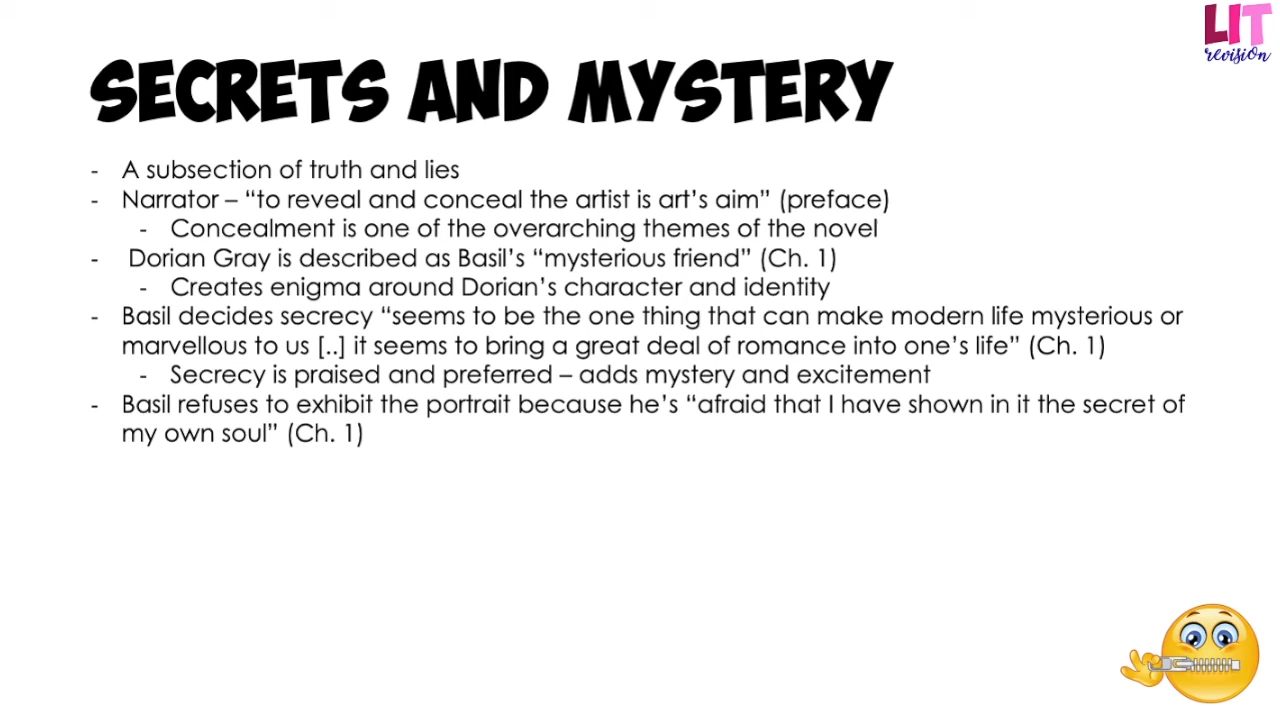 LIT
revision
SECRETS AND MYSTERY
- A subsection of truth and lies
- Narrator – “to reveal and conceal the artist is art’s aim” (preface)
- Concealment is one of the overarching themes of the novel
- Dorian Gray is described as Basil’s “mysterious friend” (Ch. 1)
- Creates enigma around Dorian’s character and identity
- Basil decides secrecy “seems to be the one thing that can make modern life mysterious or
marvellous to us [..] it seems to bring a great deal of romance into one’s life” (Ch. 1)
- Secrecy is praised and preferred – adds mystery and excitement
- Basil refuses to exhibit the portrait because he’s “afraid that I have shown in it the secret of
my own soul” (Ch. 1)